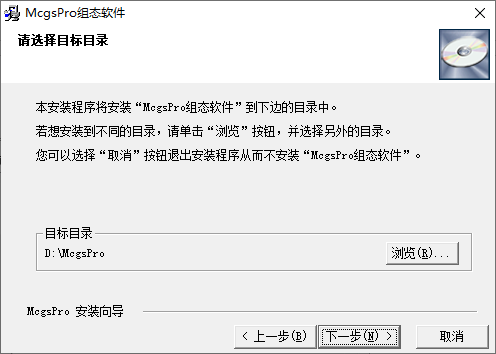 McgsPro组态软件
请选择目标目录
本安装程序将安装“McgsPro组态软件”到下边的目录中。
若想安装到不同的目录，请单击“浏览”按钮，并选择另外的目录。
您可以选择“取消”按钮退出安装程序从而不安装“McgsPro组态软件”。
目标目录
D:\McgsPro
浏览(R)...
McgsPro 安装向导
< 上一步(B)
下一步(N) >
取消